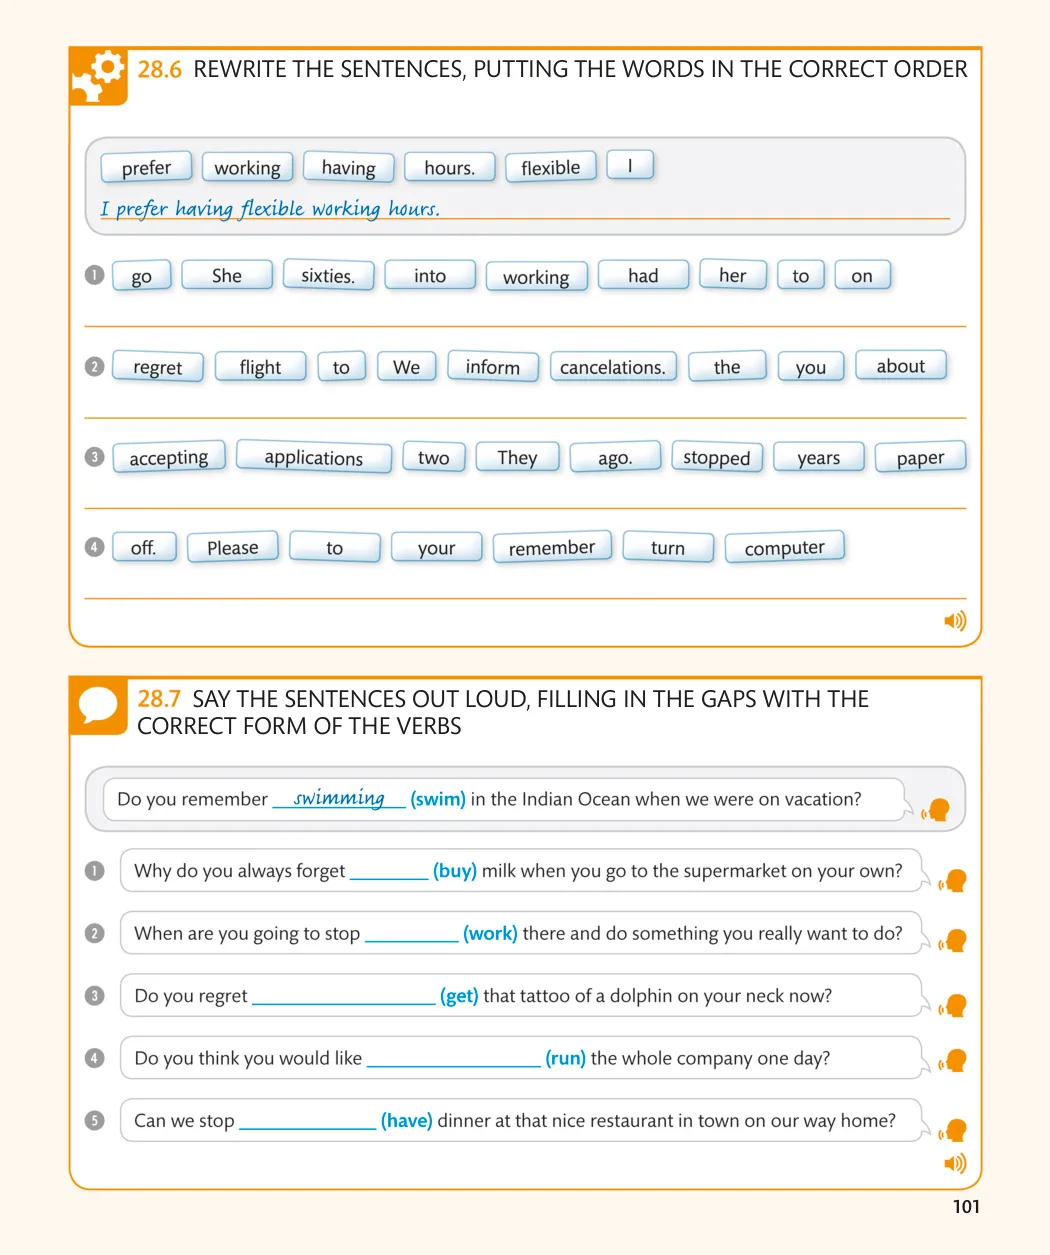 28.6 REWRITE THE SENTENCES, PUTTING THE WORDS IN THE CORRECT ORDER
prefer working having hours. flexible I
I prefer having flexible working hours.
1 go She sixties. into working had her to on
2 regret flight to We inform cancelations. the you about
3 accepting applications two They ago. stopped years paper
4 off. Please to your remember turn computer
28.7 SAY THE SENTENCES OUT LOUD, FILLING IN THE GAPS WITH THE
CORRECT FORM OF THE VERBS
Do you remember swimming (swim) in the Indian Ocean when we were on vacation?
1 Why do you always forget ________ (buy) milk when you go to the supermarket on your own?
2 When are you going to stop _________ (work) there and do something you really want to do?
3 Do you regret __________________ (get) that tattoo of a dolphin on your neck now?
4 Do you think you would like _________________ (run) the whole company one day?
5 Can we stop _____________ (have) dinner at that nice restaurant in town on our way home?
101